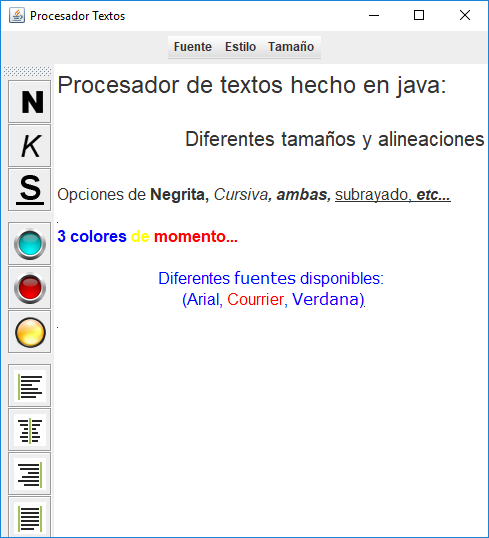 Procesador Textos
Fuente Estilo Tamaño
Procesador de textos hecho en java:
N
Diferentes tamaños y alineaciones
K
S
Opciones de Negrita, Cursiva, ambas, subrayado, etc...
.
3 colores de momento...
Diferentes fuentes disponibles:
(Arial, Courrier, Verdana)
.